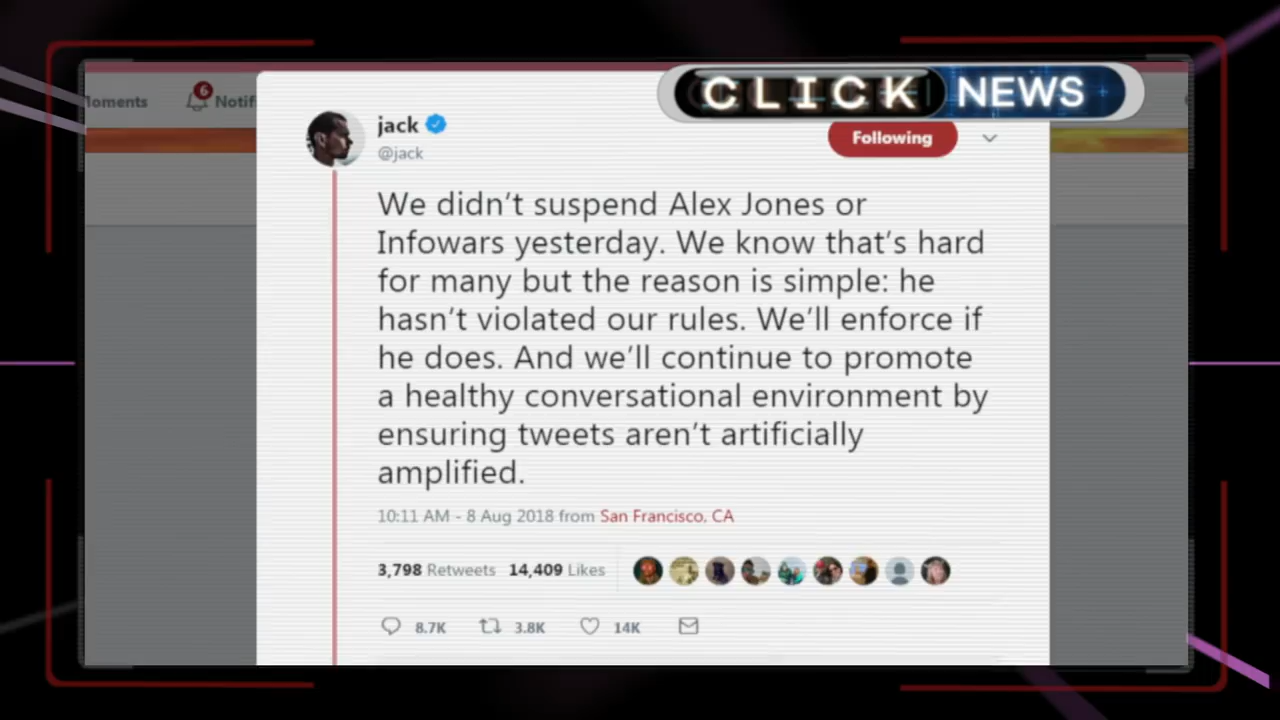 CLICK NEWS
Moments
6
Notif
jack
@jack
Following
We didn’t suspend Alex Jones or
Infowars yesterday. We know that’s hard
for many but the reason is simple: he
hasn’t violated our rules. We’ll enforce if
he does. And we’ll continue to promote
a healthy conversational environment by
ensuring tweets aren’t artificially
amplified.
10:11 AM - 8 Aug 2018 from San Francisco, CA
3,798 Retweets 14,409 Likes
8.7K 3.8K 14K